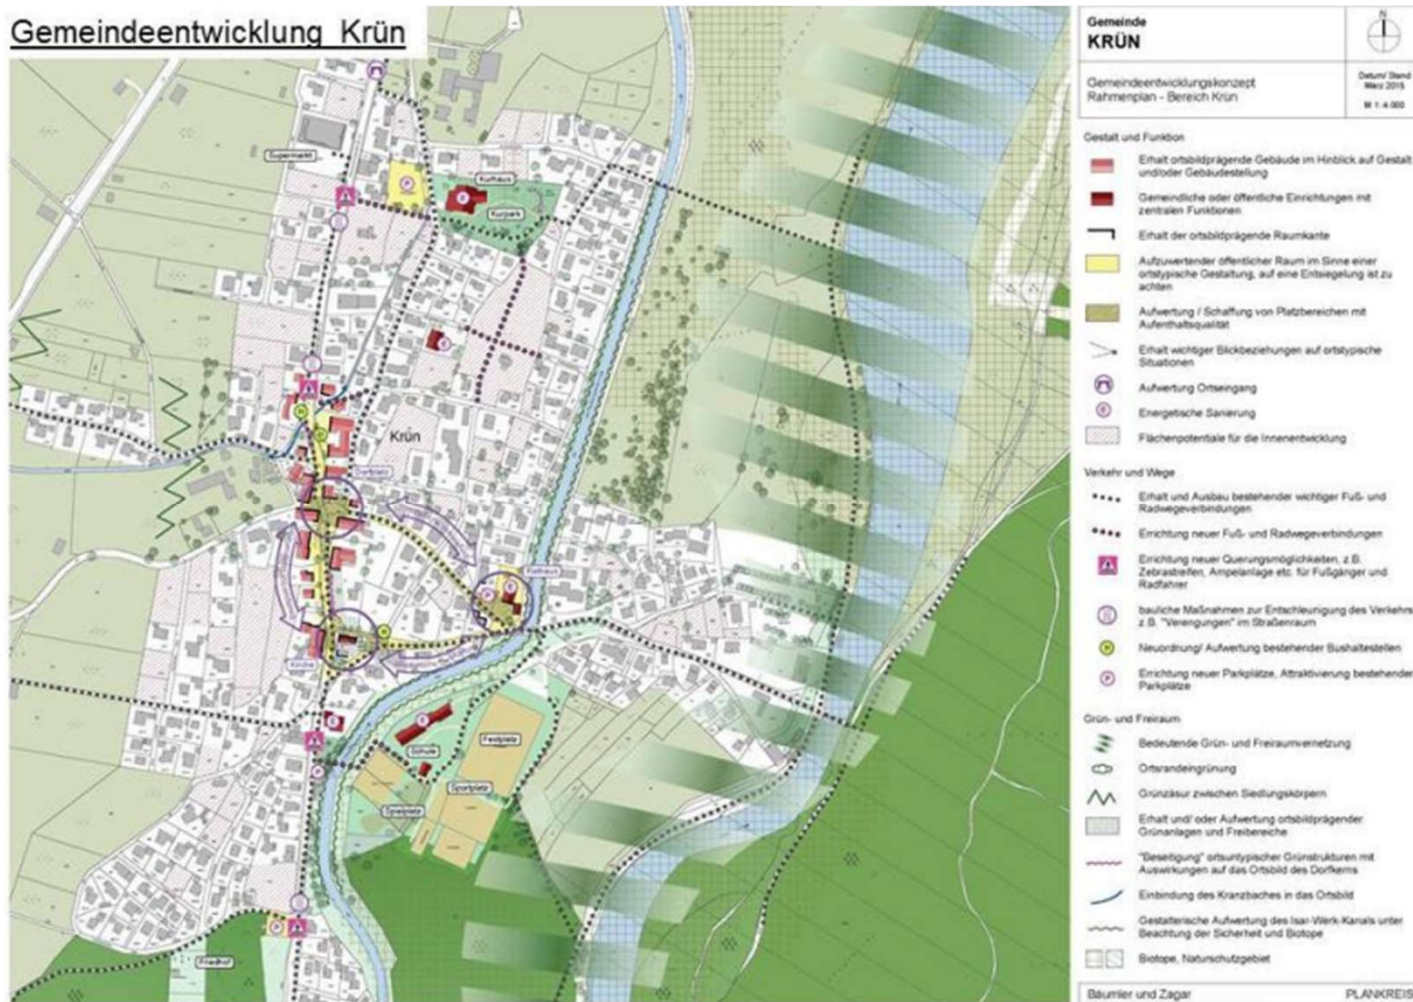 Gemeindeentwicklung Krün
Gemeinde
KRÜN
N
Gemeindeentwicklungskonzept
Rahmenplan - Bereich Krün
Datum/ Stand
März 2015
M 1: 4.000
Gestalt und Funktion
Erhalt ortsbildprägende Gebäude im Hinblick auf Gestalt
und/oder Gebäudestellung
Gemeindliche oder öffentliche Einrichtungen mit
zentralen Funktionen
Erhalt der ortsbildprägende Raumkante
Aufzuwertender öffentlicher Raum im Sinne einer
ortstypische Gestaltung, auf eine Entsiegelung ist zu
achten
Aufwertung / Schaffung von Platzbereichen mit
Aufenthaltsqualität
Erhalt wichtiger Blickbeziehungen auf ortstypische
Situationen
Aufwertung Ortseingang
E
Energetische Sanierung
Flächenpotentiale für die Innenentwicklung
Verkehr und Wege
Erhalt und Ausbau bestehender wichtiger Fuß- und
Radwegeverbindungen
Errichtung neuer Fuß- und Radwegeverbindungen
Errichtung neuer Querungsmöglichkeiten, z.B.
Zebrastreifen, Ampelanlage etc. für Fußgänger und
Radfahrer
bauliche Maßnahmen zur Entschleunigung des Verkehrs
z.B. "Verengungen" im Straßenraum
H
Neuordnung/ Aufwertung bestehender Bushaltestellen
P
Errichtung neuer Parkplätze, Attraktivierung bestehender
Parkplätze
Grün- und Freiraum
Bedeutende Grün- und Freiraumvernetzung
Ortsrandeingrünung
Grünzäsur zwischen Siedlungskörpern
Erhalt und/ oder Aufwertung ortsbildprägender
Grünanlagen und Freibereiche
"Beseitigung" ortsuntypischer Grünstrukturen mit
Auswirkungen auf das Ortsbild des Dorfkerns
Einbindung des Kranzbaches in das Ortsbild
Gestalterische Aufwertung des Isar-Werk-Kanals unter
Beachtung der Sicherheit und Biotope
Biotope, Naturschutzgebiet
Bäumler und Zagar
PLANKREIS
Supermarkt
P
Kurhaus
E
Kurpark
E
Krün
H
H
Dorfplatz
Rathaus
P
E
H
Kirche
E
E
P
Schule
Festplatz
Sportplatz
Spielplatz
P
Friedhof